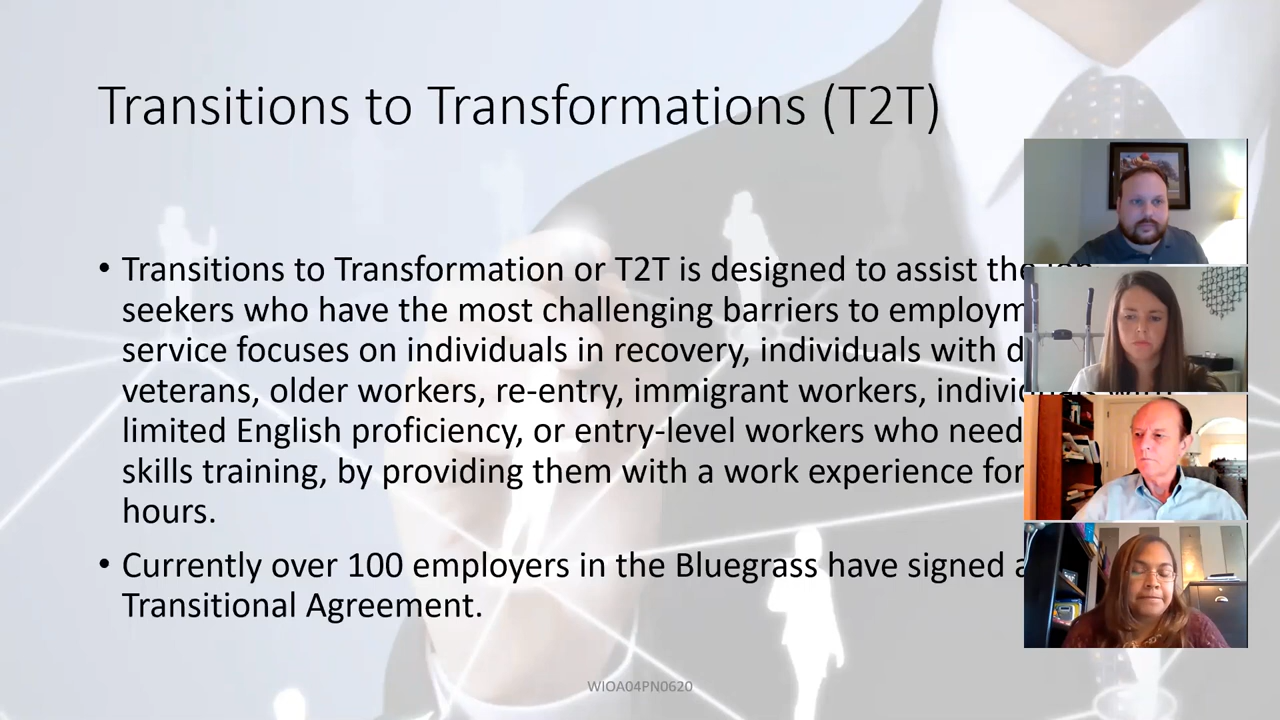 Transitions to Transformations (T2T)
• Transitions to Transformation or T2T is designed to assist the
seekers who have the most challenging barriers to
service focuses on individuals in recovery, individuals with
veterans, older workers, re-entry, immigrant workers,
limited English proficiency, or entry-level workers who need
skills training, by providing them with a work experience for
hours.
• Currently over 100 employers in the Bluegrass have signed
Transitional Agreement.
WIOA04PN0620